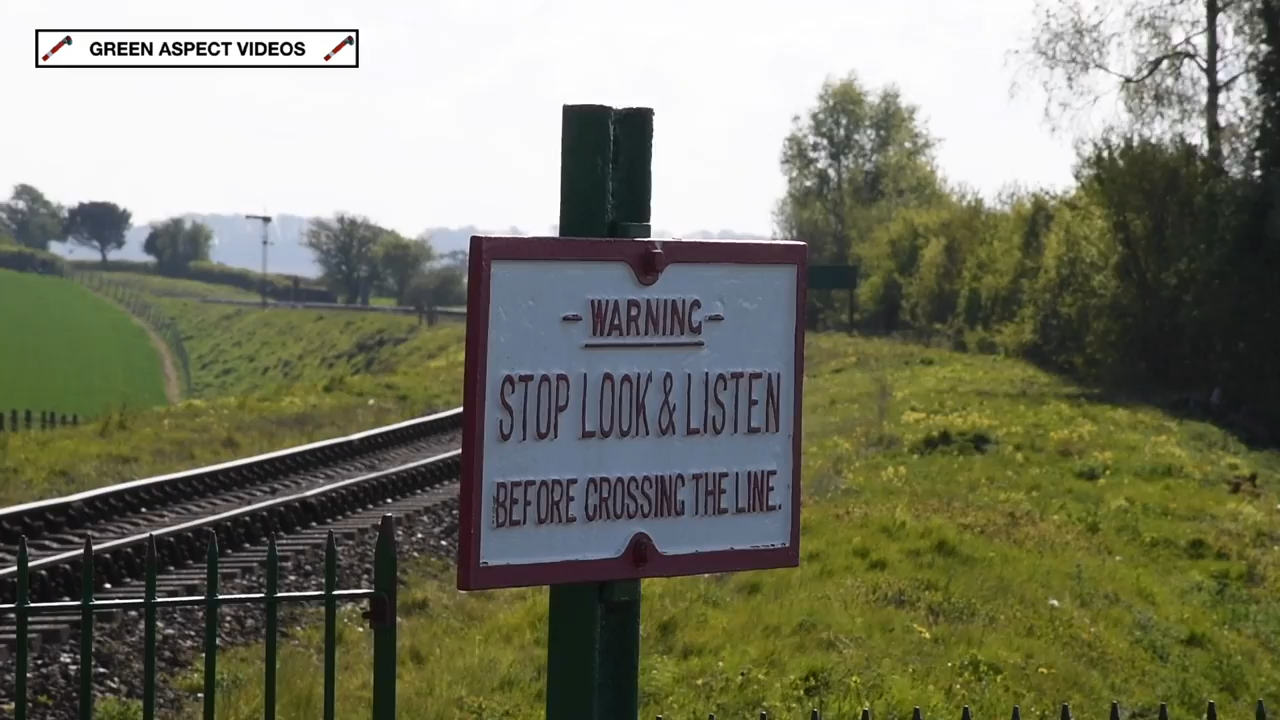 GREEN ASPECT VIDEOS
- WARNING -
STOP LOOK & LISTEN
BEFORE CROSSING THE LINE.